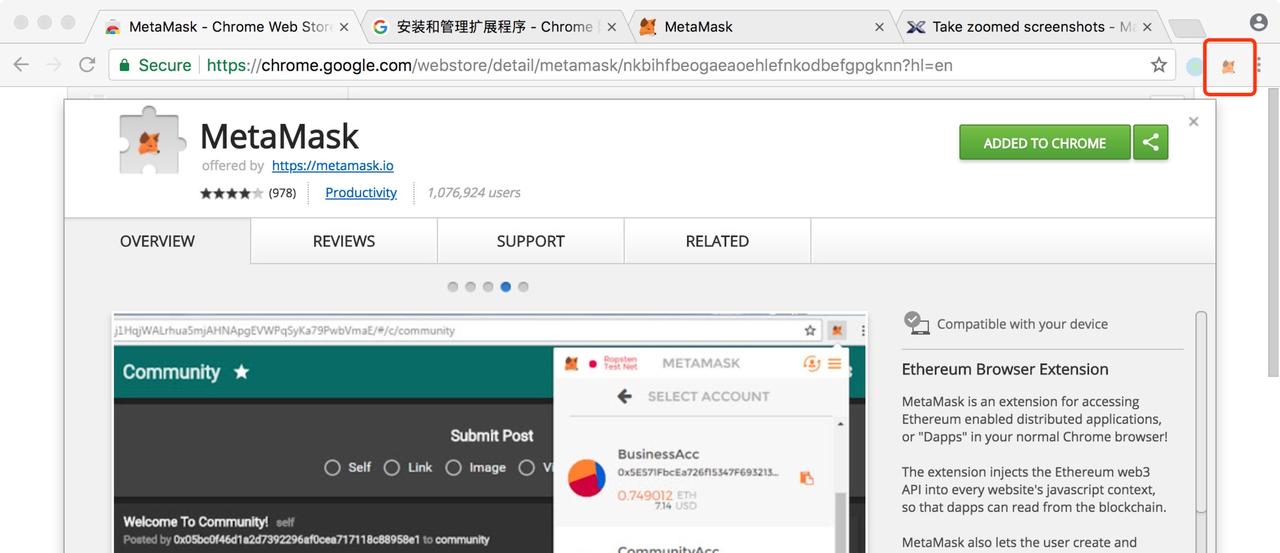 MetaMask - Chrome Web Stor
安装和管理扩展程序 - Chrome
MetaMask
Take zoomed screenshots - M
Secure
https://chrome.google.com/webstore/detail/metamask/nkbihfbeogaeaoehlefnkodbefgpgknn?hl=en
MetaMask
offered by https://metamask.io
(978)
Productivity
1,076,924 users
ADDED TO CHROME
OVERVIEW
REVIEWS
SUPPORT
RELATED
j1HqjWALrhua5mjAHNApgEVWPqSyKa79PwbVmaE/#/c/community
Community
Submit Post
Self
Link
Image
Vi
Welcome To Community! self
Posted by 0x05bc0f46d1a2d7392296af0cea717118c88958e1 to community
Ropsten
Test Net
METAMASK
SELECT ACCOUNT
BusinessAcc
0x5E571FbcEa726f15347F693213...
0.749012 ETH
7.14 USD
CommunityAcc
Compatible with your device
Ethereum Browser Extension
MetaMask is an extension for accessing
Ethereum enabled distributed applications,
or "Dapps" in your normal Chrome browser!
The extension injects the Ethereum web3
API into every website's javascript context,
so that dapps can read from the blockchain.
MetaMask also lets the user create and